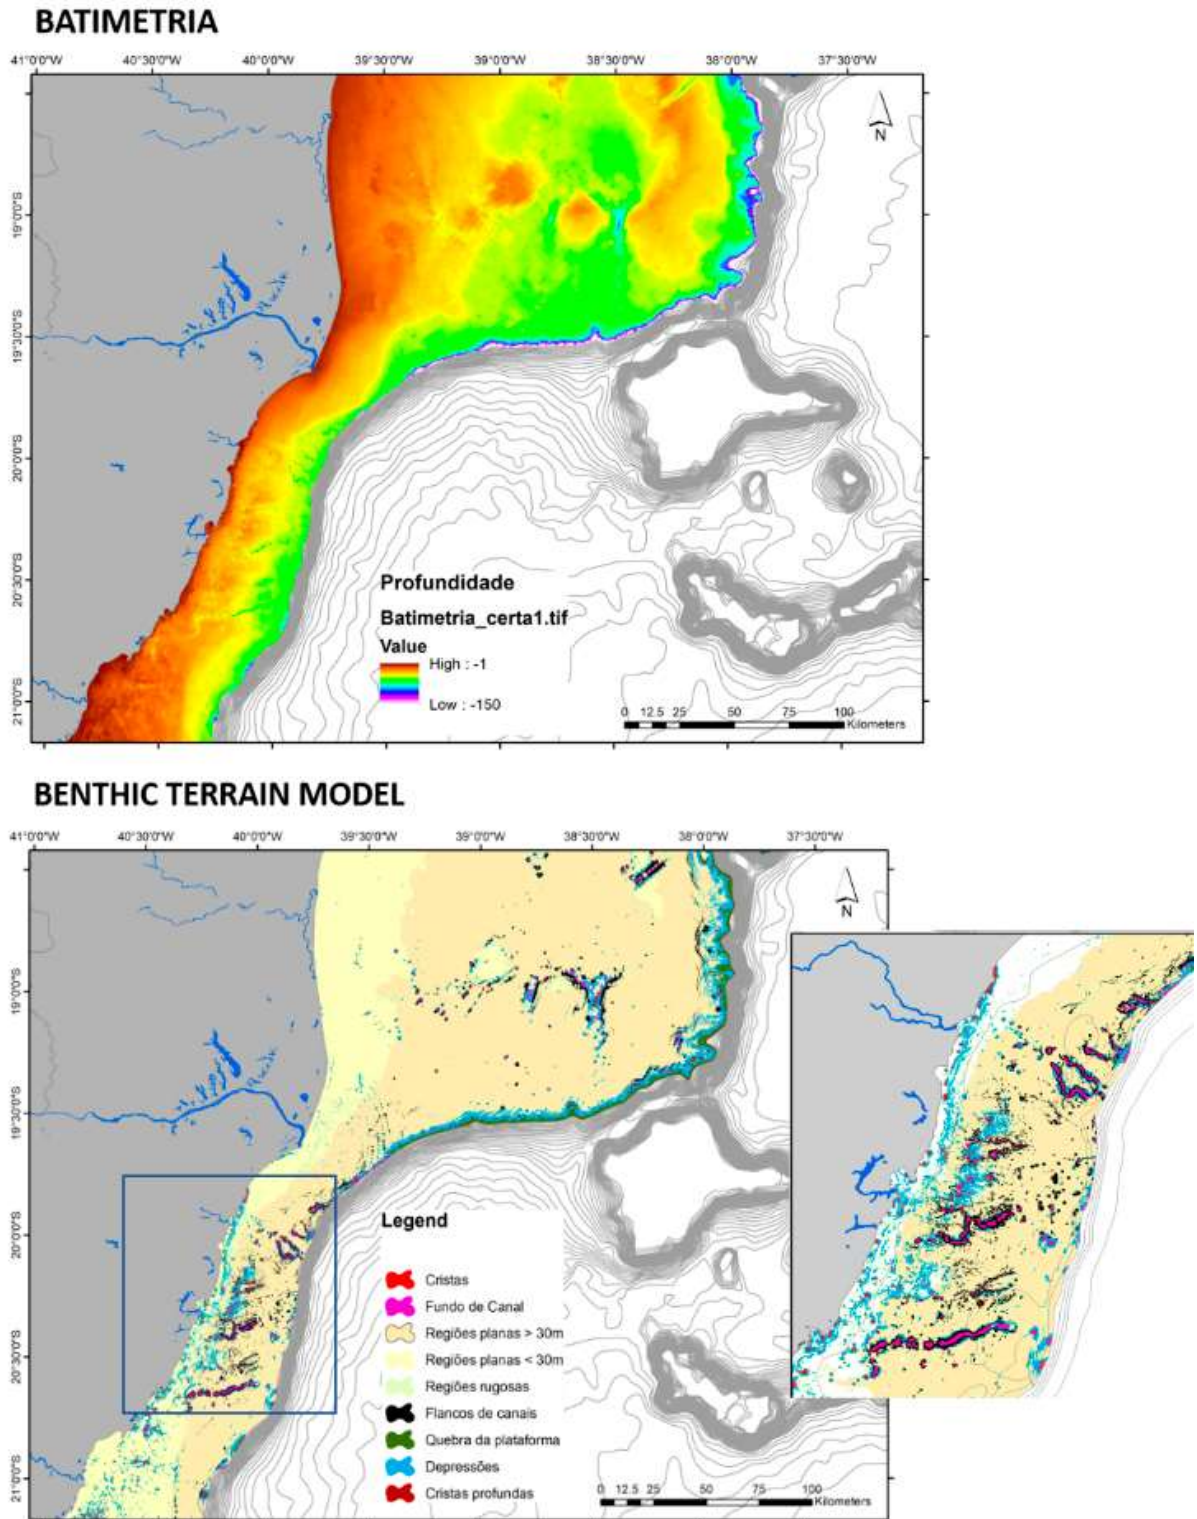 BATIMETRIA
41°0'0"W 40°30'0"W 40°0'0"W 39°30'0"W 39°0'0"W 38°30'0"W 38°0'0"W 37°30'0"W
N
19°0'0"S
19°30'0"S
20°0'0"S
20°30'0"S
21°0'0"S
Profundidade
Batimetria_certa1.tif
Value
High : -1
Low : -150
0 12.5 25 50 75 100
Kilometers
BENTHIC TERRAIN MODEL
41°0'0"W 40°30'0"W 40°0'0"W 39°30'0"W 39°0'0"W 38°30'0"W 38°0'0"W 37°30'0"W
N
19°0'0"S
19°30'0"S
20°0'0"S
20°30'0"S
21°0'0"S
Legend
Cristas
Fundo de Canal
Regiões planas > 30m
Regiões planas < 30m
Regiões rugosas
Flancos de canais
Quebra da plataforma
Depressões
Cristas profundas
0 12.5 25 50 75 100
Kilometers